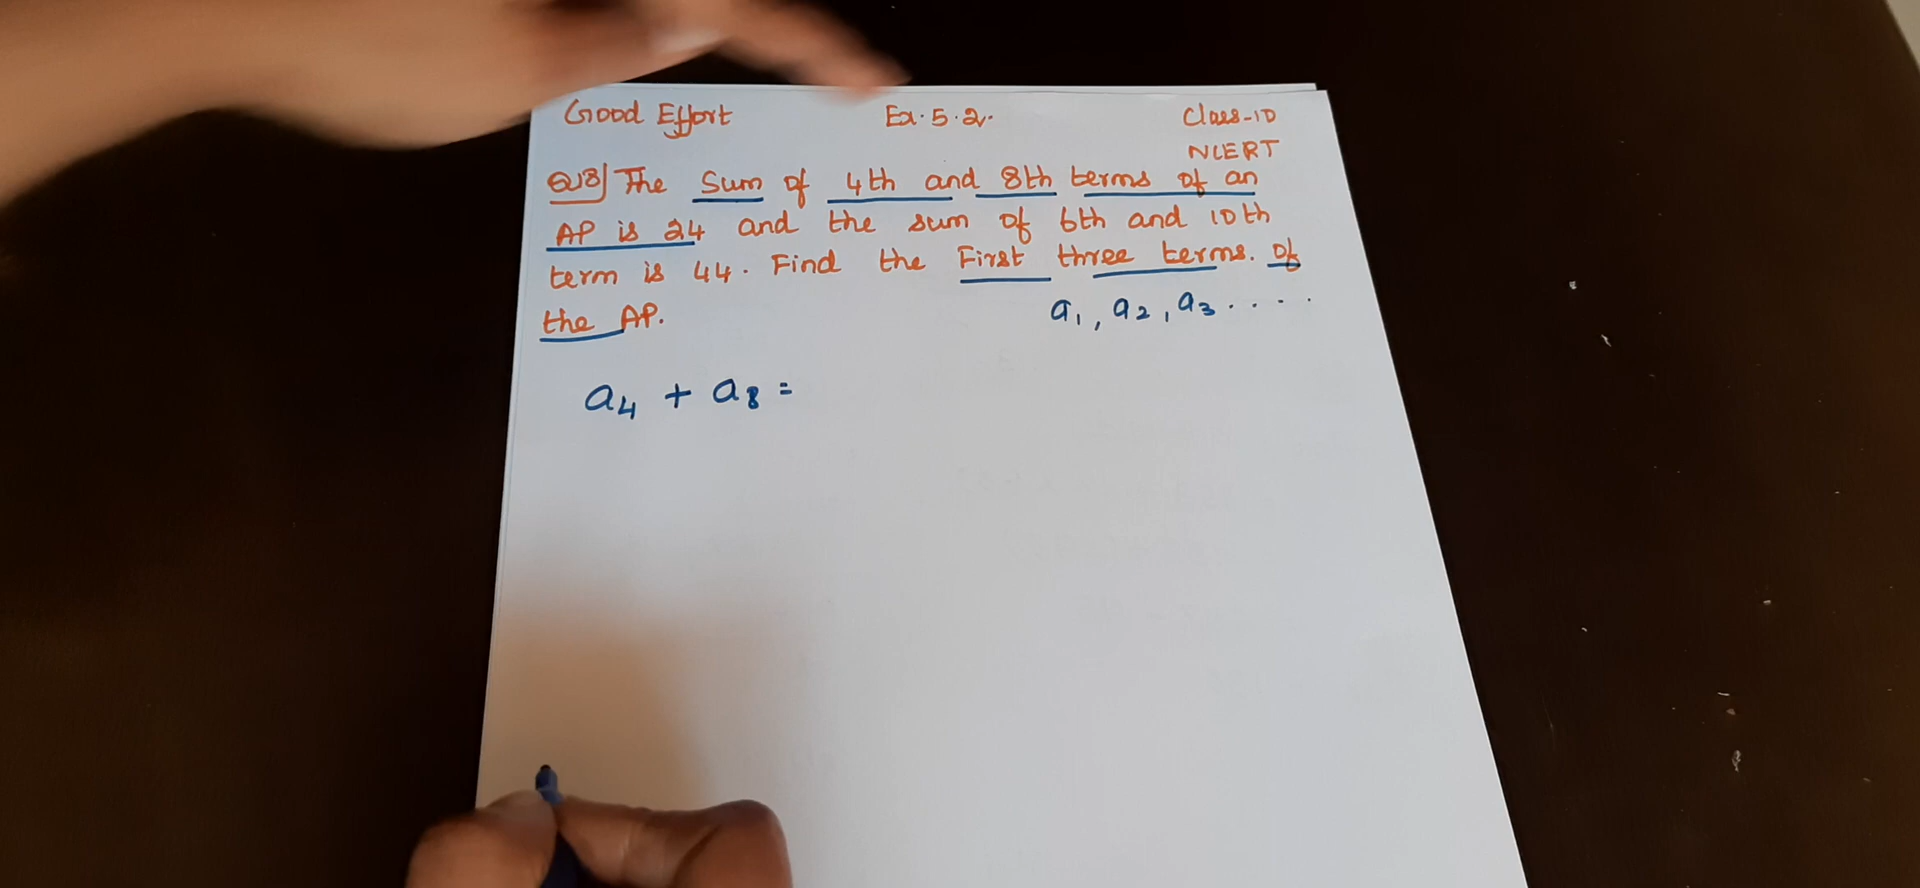 Good Effort Ex. 5.2. Class-10
NCERT
Q18) The Sum of 4th and 8th terms of an
AP is 24 and the sum of 6th and 10th
term is 44. Find the First three terms. of
the AP.
a1, a2, a3.....
a4 + a8 =